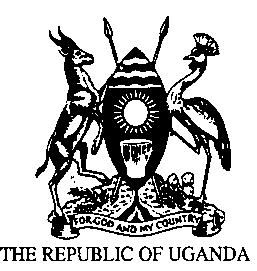 FOR GOD AND MY COUNTRY
THE REPUBLIC OF UGANDA